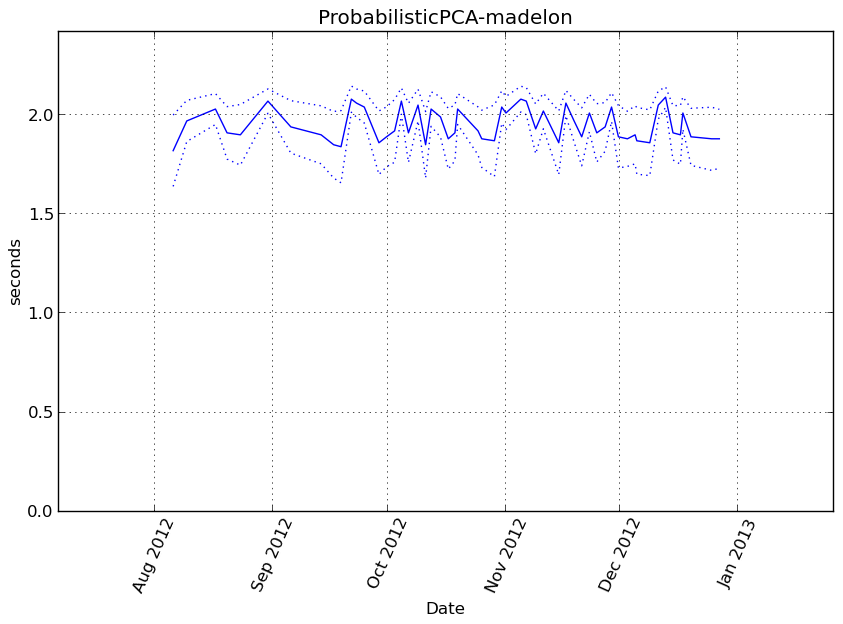 ProbabilisticPCA-madelon
seconds
2.0
1.5
1.0
0.5
0.0
Aug 2012
Sep 2012
Oct 2012
Nov 2012
Dec 2012
Jan 2013
Date